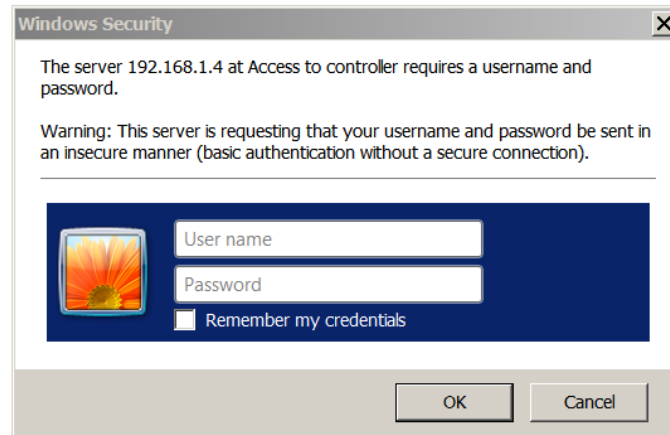 Windows Security
The server 192.168.1.4 at Access to controller requires a username and
password.
Warning: This server is requesting that your username and password be sent in
an insecure manner (basic authentication without a secure connection).
User name
Password
Remember my credentials
OK
Cancel